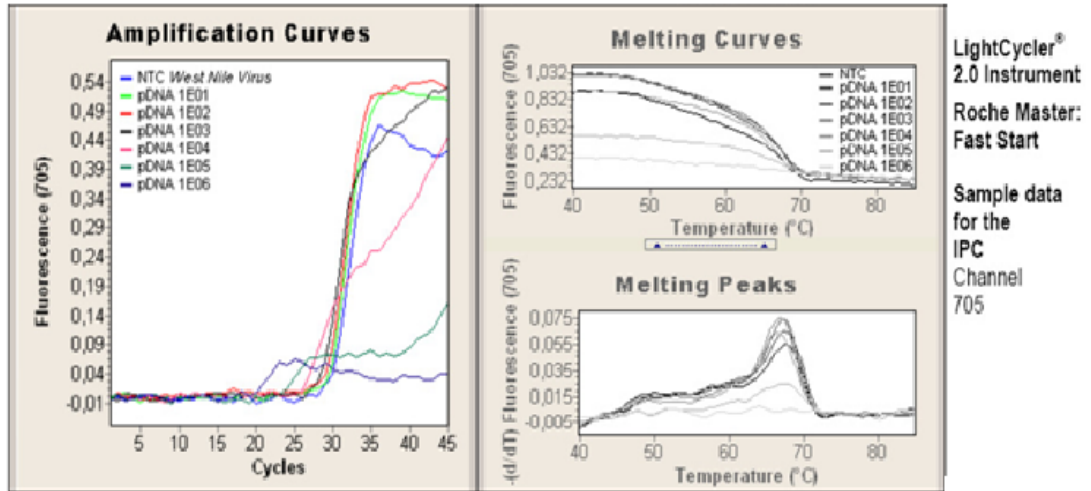 Amplification Curves
Fluorescence (705)
0,54
0,49
0,44
0,39
0,34
0,29
0,24
0,19
0,14
0,09
0,04
-0,01
NTC West Nile Virus
pDNA 1E01
pDNA 1E02
pDNA 1E03
pDNA 1E04
pDNA 1E05
pDNA 1E06
5 10 15 20 25 30 35 40 45
Cycles
Melting Curves
Fluorescence (705)
1,032
0,832
0,632
0,432
0,232
NTC
pDNA 1E01
pDNA 1E02
pDNA 1E03
pDNA 1E04
pDNA 1E05
pDNA 1E06
40 50 60 70 80
Temperature (°C)
Melting Peaks
-(d/dT) Fluorescence (705)
0,075
0,055
0,035
0,015
-0,005
40 50 60 70 80
Temperature (°C)
LightCycler®
2.0 Instrument
Roche Master:
Fast Start
Sample data
for the
IPC
Channel
705